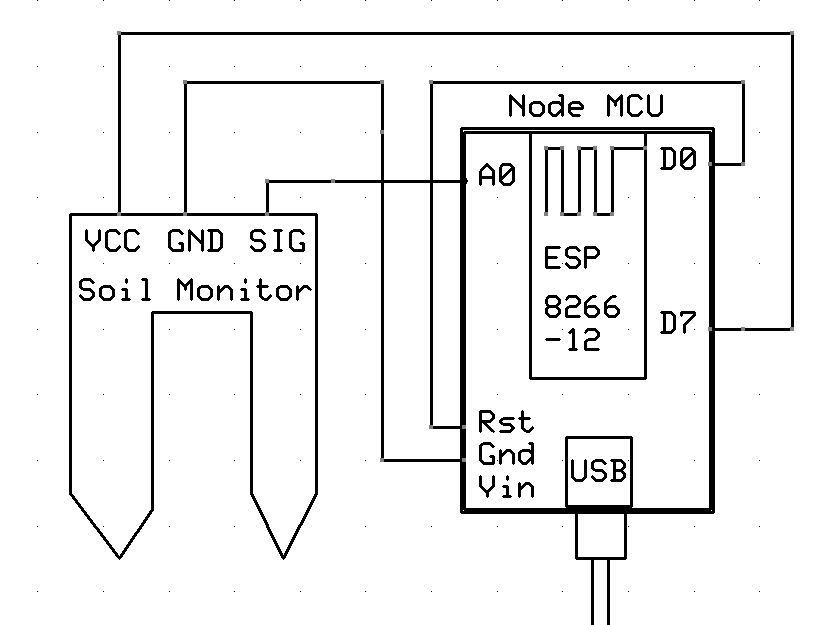 Node MCU
A0
D0
VCC GND SIG
Soil Monitor
ESP
8266
-12
D7
Rst
Gnd
Vin
USB